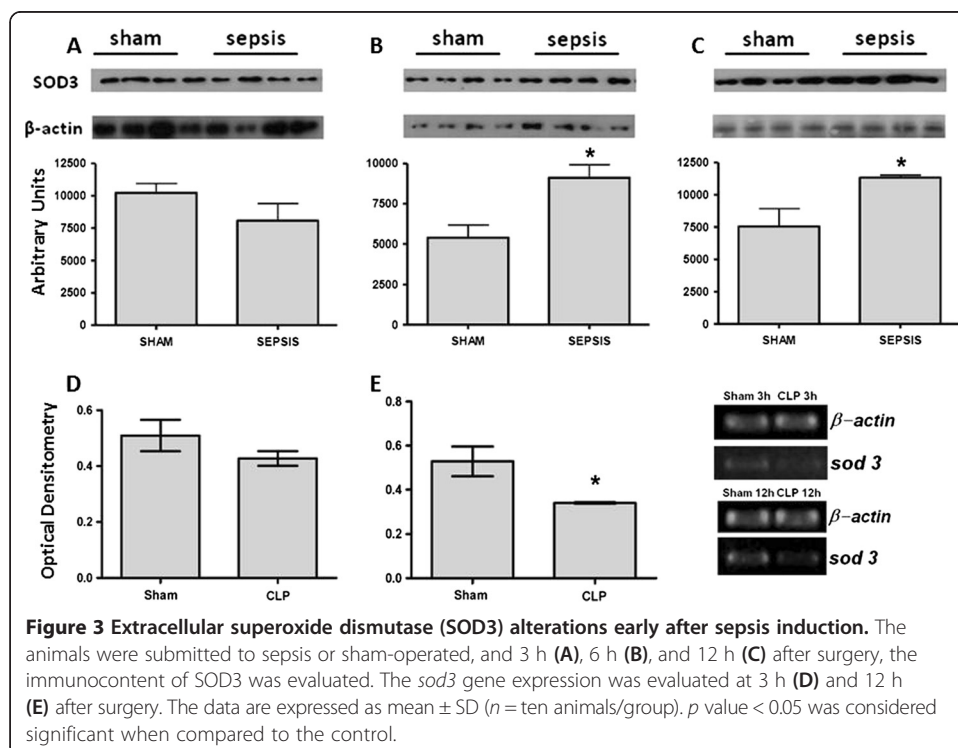 A sham sepsis B sham sepsis C sham sepsis
SOD3
β-actin
Arbitrary Units
12500
10000
7500
5000
2500
0
SHAM SEPSIS
10000
7500
5000
2500
0
*
SHAM SEPSIS
12500
10000
7500
5000
2500
0
*
SHAM SEPSIS
D
Optical Densitometry
0.6
0.4
0.2
0.0
Sham CLP
E
0.8
0.6
0.4
0.2
0.0
*
Sham CLP
Sham 3h CLP 3h
β-actin
sod 3
Sham 12h CLP 12h
β-actin
sod 3
Figure 3 Extracellular superoxide dismutase (SOD3) alterations early after sepsis induction. The
animals were submitted to sepsis or sham-operated, and 3 h (A), 6 h (B), and 12 h (C) after surgery, the
immunocontent of SOD3 was evaluated. The sod3 gene expression was evaluated at 3 h (D) and 12 h
(E) after surgery. The data are expressed as mean ± SD (n = ten animals/group). p value < 0.05 was considered
significant when compared to the control.